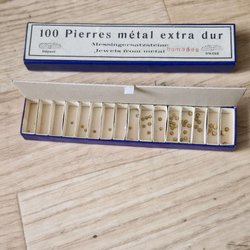 100 Pierres métal extra dur
Messingersatzsteine
Jewels from metal